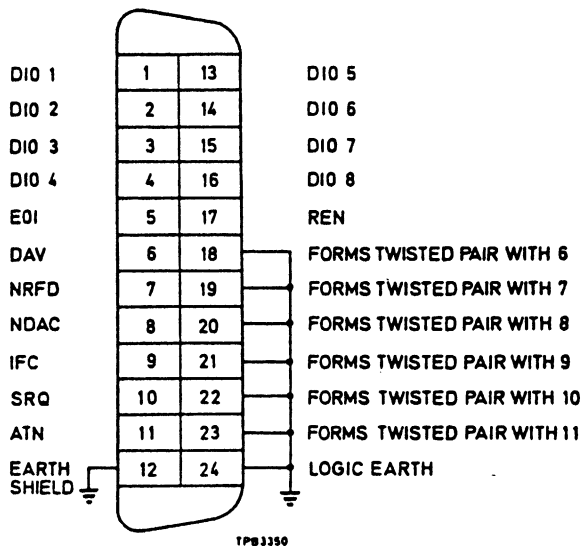 DIO 1 1 13 DIO 5
DIO 2 2 14 DIO 6
DIO 3 3 15 DIO 7
DIO 4 4 16 DIO 8
EOI 5 17 REN
DAV 6 18 FORMS TWISTED PAIR WITH 6
NRFD 7 19 FORMS TWISTED PAIR WITH 7
NDAC 8 20 FORMS TWISTED PAIR WITH 8
IFC 9 21 FORMS TWISTED PAIR WITH 9
SRQ 10 22 FORMS TWISTED PAIR WITH 10
ATN 11 23 FORMS TWISTED PAIR WITH 11
EARTH 12 24 LOGIC EARTH
SHIELD
TPB3350